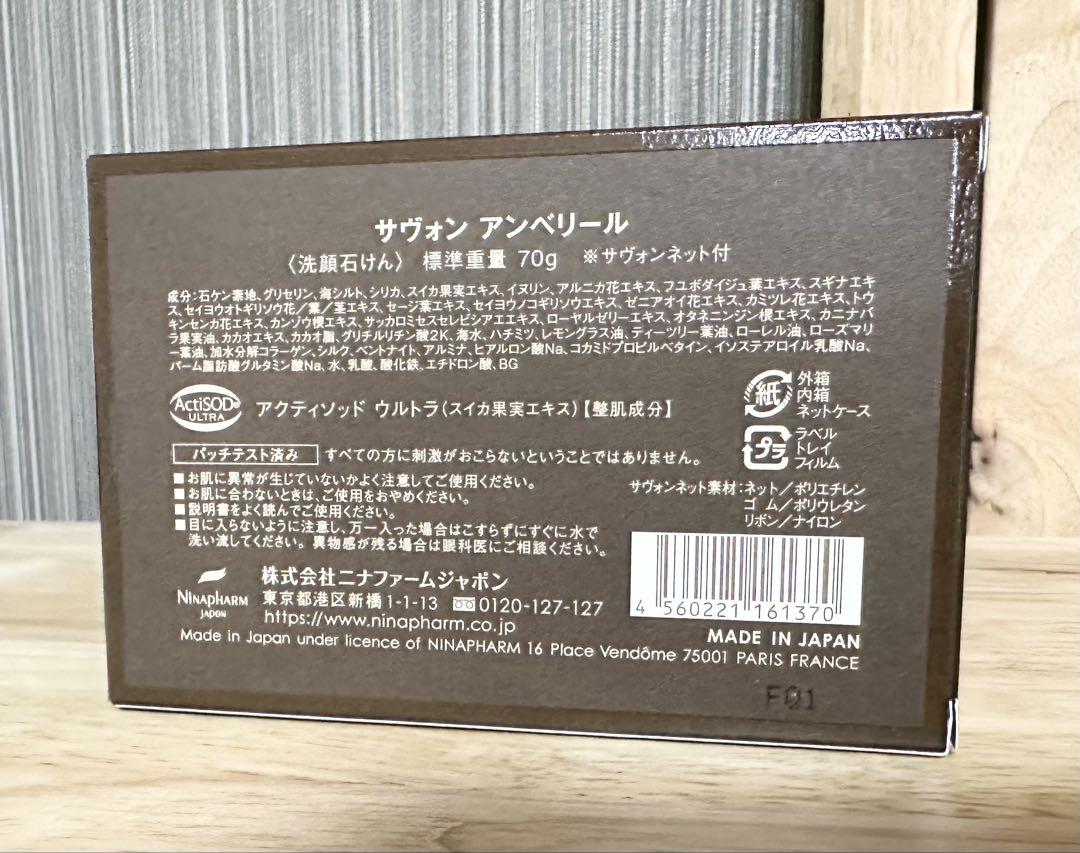 サヴォン アンベリール
〈洗顔石けん〉 標準重量 70g ※サヴォンネット付
成分：石ケン素地、グリセリン、海シルト、シリカ、スイカ果実エキス、イヌリン、アルニカ花エキス、フユボダイジュ葉エキス、スギナエキ
ス、セイヨウオトギリソウ花／葉／茎エキス、セージ葉エキス、セイヨウノコギリソウエキス、ゼニアオイ花エキス、カミツレ花エキス、トウ
キンセンカ花エキス、カンゾウ根エキス、サッカロミセスセレビシアエエキス、ローヤルゼリーエキス、オタネニンジン根エキス、カニナバ
ラ果実油、カカオエキス、カカオ脂、グリチルリチン酸2K、海水、ハチミツ、レモングラス油、ティーツリー葉油、ローレル油、ローズマリ
ー葉油、加水分解コラーゲン、シルク、ベントナイト、アルミナ、ヒアルロン酸Na、コカミドプロピルベタイン、イソステアロイル乳酸Na、
パーム脂肪酸グルタミン酸Na、水、乳酸、酸化鉄、エチドロン酸、BG
ActiSOD®
ULTRA
アクティソッド ウルトラ（スイカ果実エキス）【整肌成分】
紙
外箱
内箱
ネットケース
プラ
ラベル
トレイ
フィルム
パッチテスト済み すべての方に刺激がおこらないということではありません。
■お肌に異常が生じていないかよく注意してご使用ください。
■お肌に合わないときは、ご使用をおやめください。
■説明書をよく読んでご使用ください。
■目に入らないように注意し、万一入った場合はこすらずにすぐに水で
洗い流してください。異物感が残る場合は眼科医にご相談ください。
サヴォンネット素材：ネット／ポリエチレン
ゴム／ポリウレタン
リボン／ナイロン
NINAPHARM
JAPON
株式会社ニナファームジャポン
東京都港区新橋1-1-13 0120-127-127
https://www.ninapharm.co.jp
4 560221 161370
MADE IN JAPAN
Made in Japan under licence of NINAPHARM 16 Place Vendôme 75001 PARIS FRANCE
F01